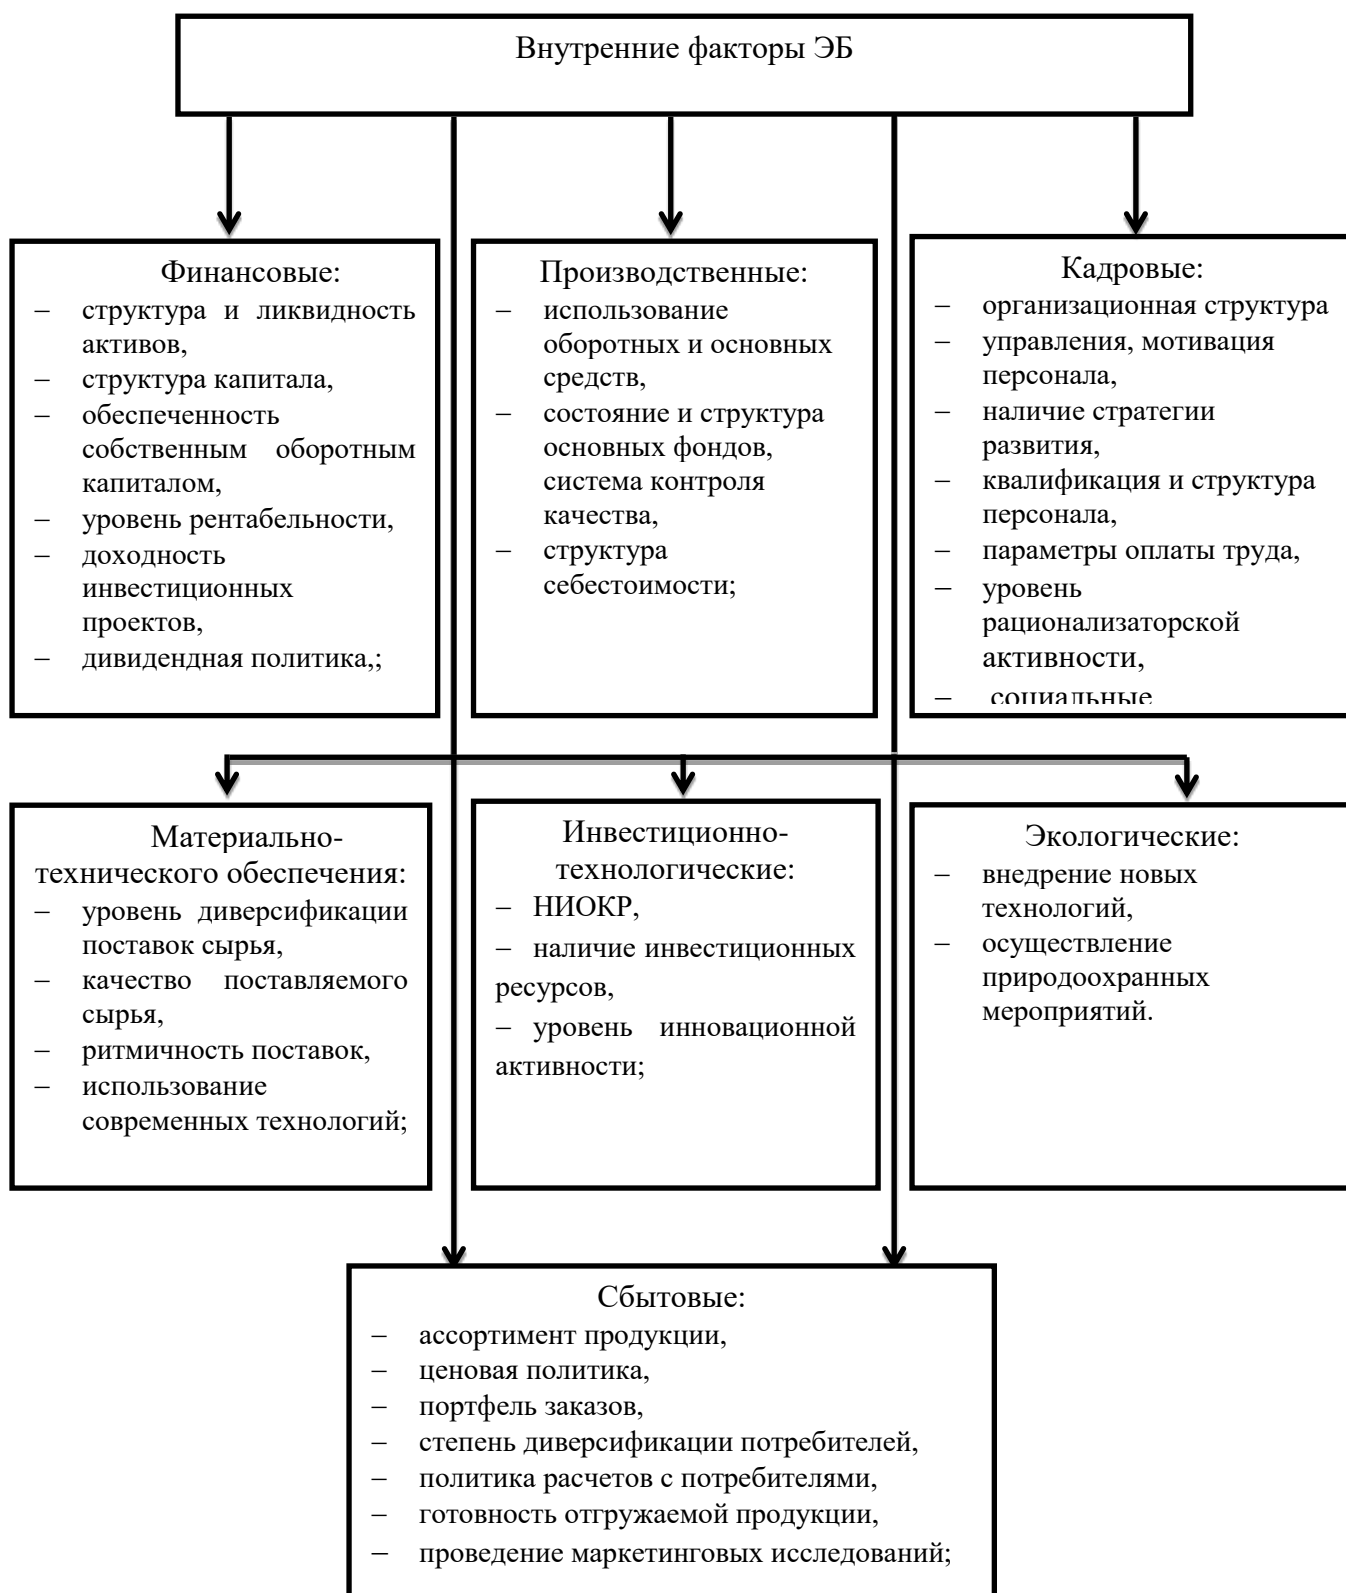 Внутренние факторы ЭБ
Финансовые:
– структура и ликвидность
активов,
– структура капитала,
– обеспеченность
собственным оборотным
капиталом,
– уровень рентабельности,
– доходность
инвестиционных
проектов,
– дивидендная политика,;
Производственные:
– использование
оборотных и основных
средств,
– состояние и структура
основных фондов,
система контроля
качества,
– структура
себестоимости;
Кадровые:
– организационная структура
– управления, мотивация
персонала,
– наличие стратегии
развития,
– квалификация и структура
персонала,
– параметры оплаты труда,
– уровень
рационализаторской
активности,
– социальные
Материально-
технического обеспечения:
– уровень диверсификации
поставок сырья,
– качество поставляемого
сырья,
– ритмичность поставок,
– использование
современных технологий;
Инвестиционно-
технологические:
– НИОКР,
– наличие инвестиционных
ресурсов,
– уровень инновационной
активности;
Экологические:
– внедрение новых
технологий,
– осуществление
природоохранных
мероприятий.
Сбытовые:
– ассортимент продукции,
– ценовая политика,
– портфель заказов,
– степень диверсификации потребителей,
– политика расчетов с потребителями,
– готовность отгружаемой продукции,
– проведение маркетинговых исследований;